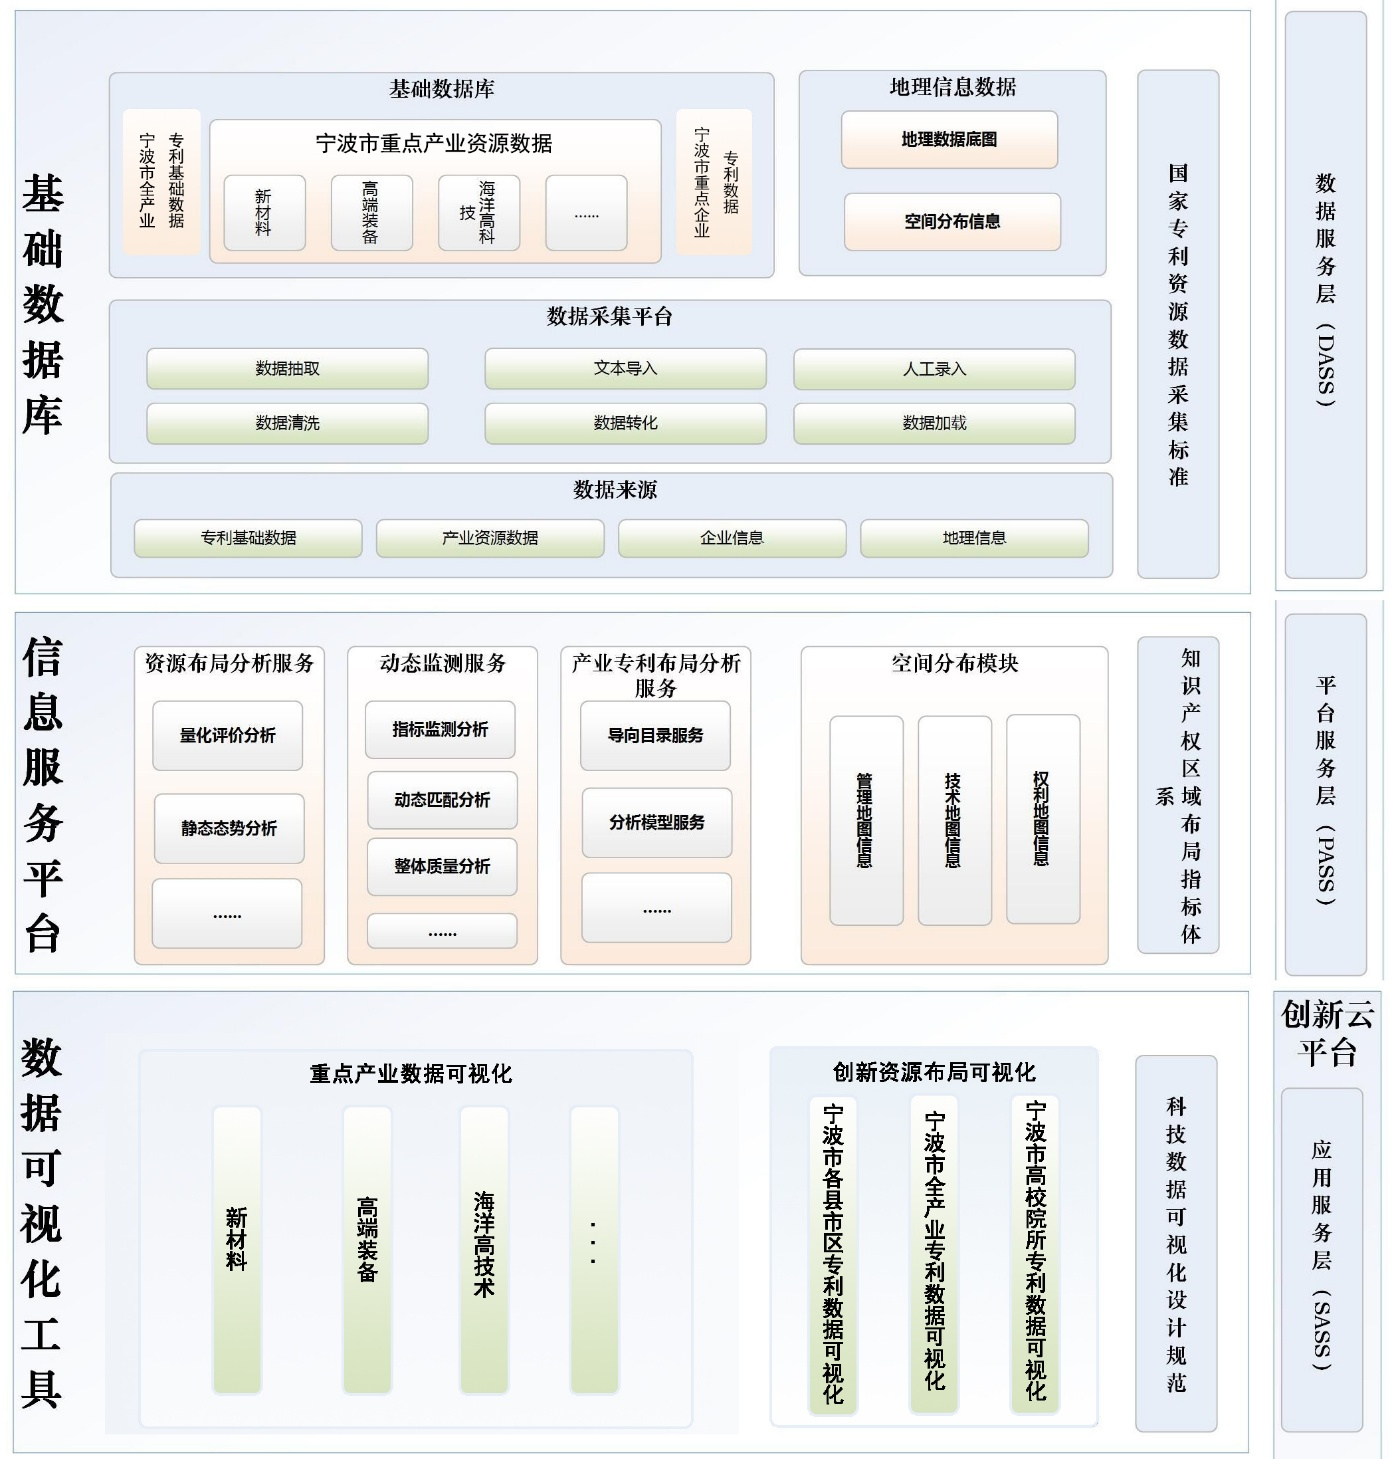 基础数据库
基础数据库
宁波市全产业
专利基础数据
宁波市重点产业资源数据
新材料
高端装备
海洋高科
技
......
宁波市重点企业
专利数据
地理信息数据
地理数据底图
空间分布信息
数据采集平台
数据抽取
文本导入
人工录入
数据清洗
数据转化
数据加载
数据来源
专利基础数据
产业资源数据
企业信息
地理信息
国家专利资源数据采集标准
数据服务层（DASS）
信息服务平台
资源布局分析服务
量化评价分析
静态态势分析
......
动态监测服务
指标监测分析
动态匹配分析
整体质量分析
......
产业专利布局分析
服务
导向目录服务
分析模型服务
......
空间分布模块
管理地图信息
技术地图信息
权利地图信息
知识产权区域布局指标体
系
平台服务层（PASS）
数据可视化工具
重点产业数据可视化
新材料
高端装备
海洋高技术
...
创新资源布局可视化
宁波市各县市区专利数据可视化
宁波市全产业专利数据可视化
宁波市高校院所专利数据可视化
科技数据可视化设计规范
创新云
平台
应用服务层（SASS）